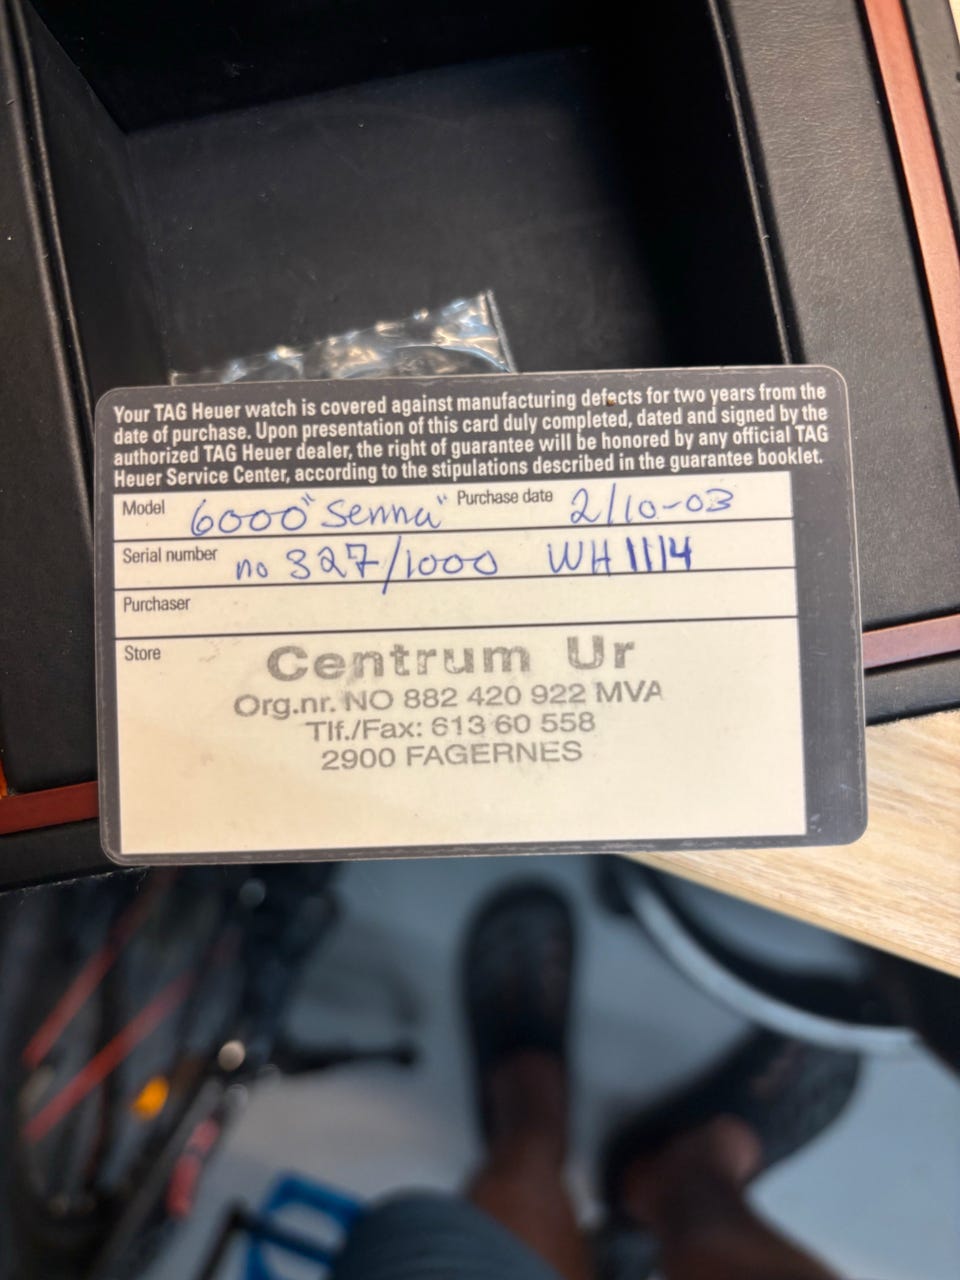 Your TAG Heuer watch is covered against manufacturing defects for two years from the
date of purchase. Upon presentation of this card duly completed, dated and signed by the
authorized TAG Heuer dealer, the right of guarantee will be honored by any official TAG
Heuer Service Center, according to the stipulations described in the guarantee booklet.
Model 6000 "Senna" Purchase date 2/10-03
Serial number no 327/1000 WH1114
Purchaser
Store Centrum Ur
Org.nr. NO 882 420 922 MVA
Tlf./Fax: 613 60 558
2900 FAGERNES